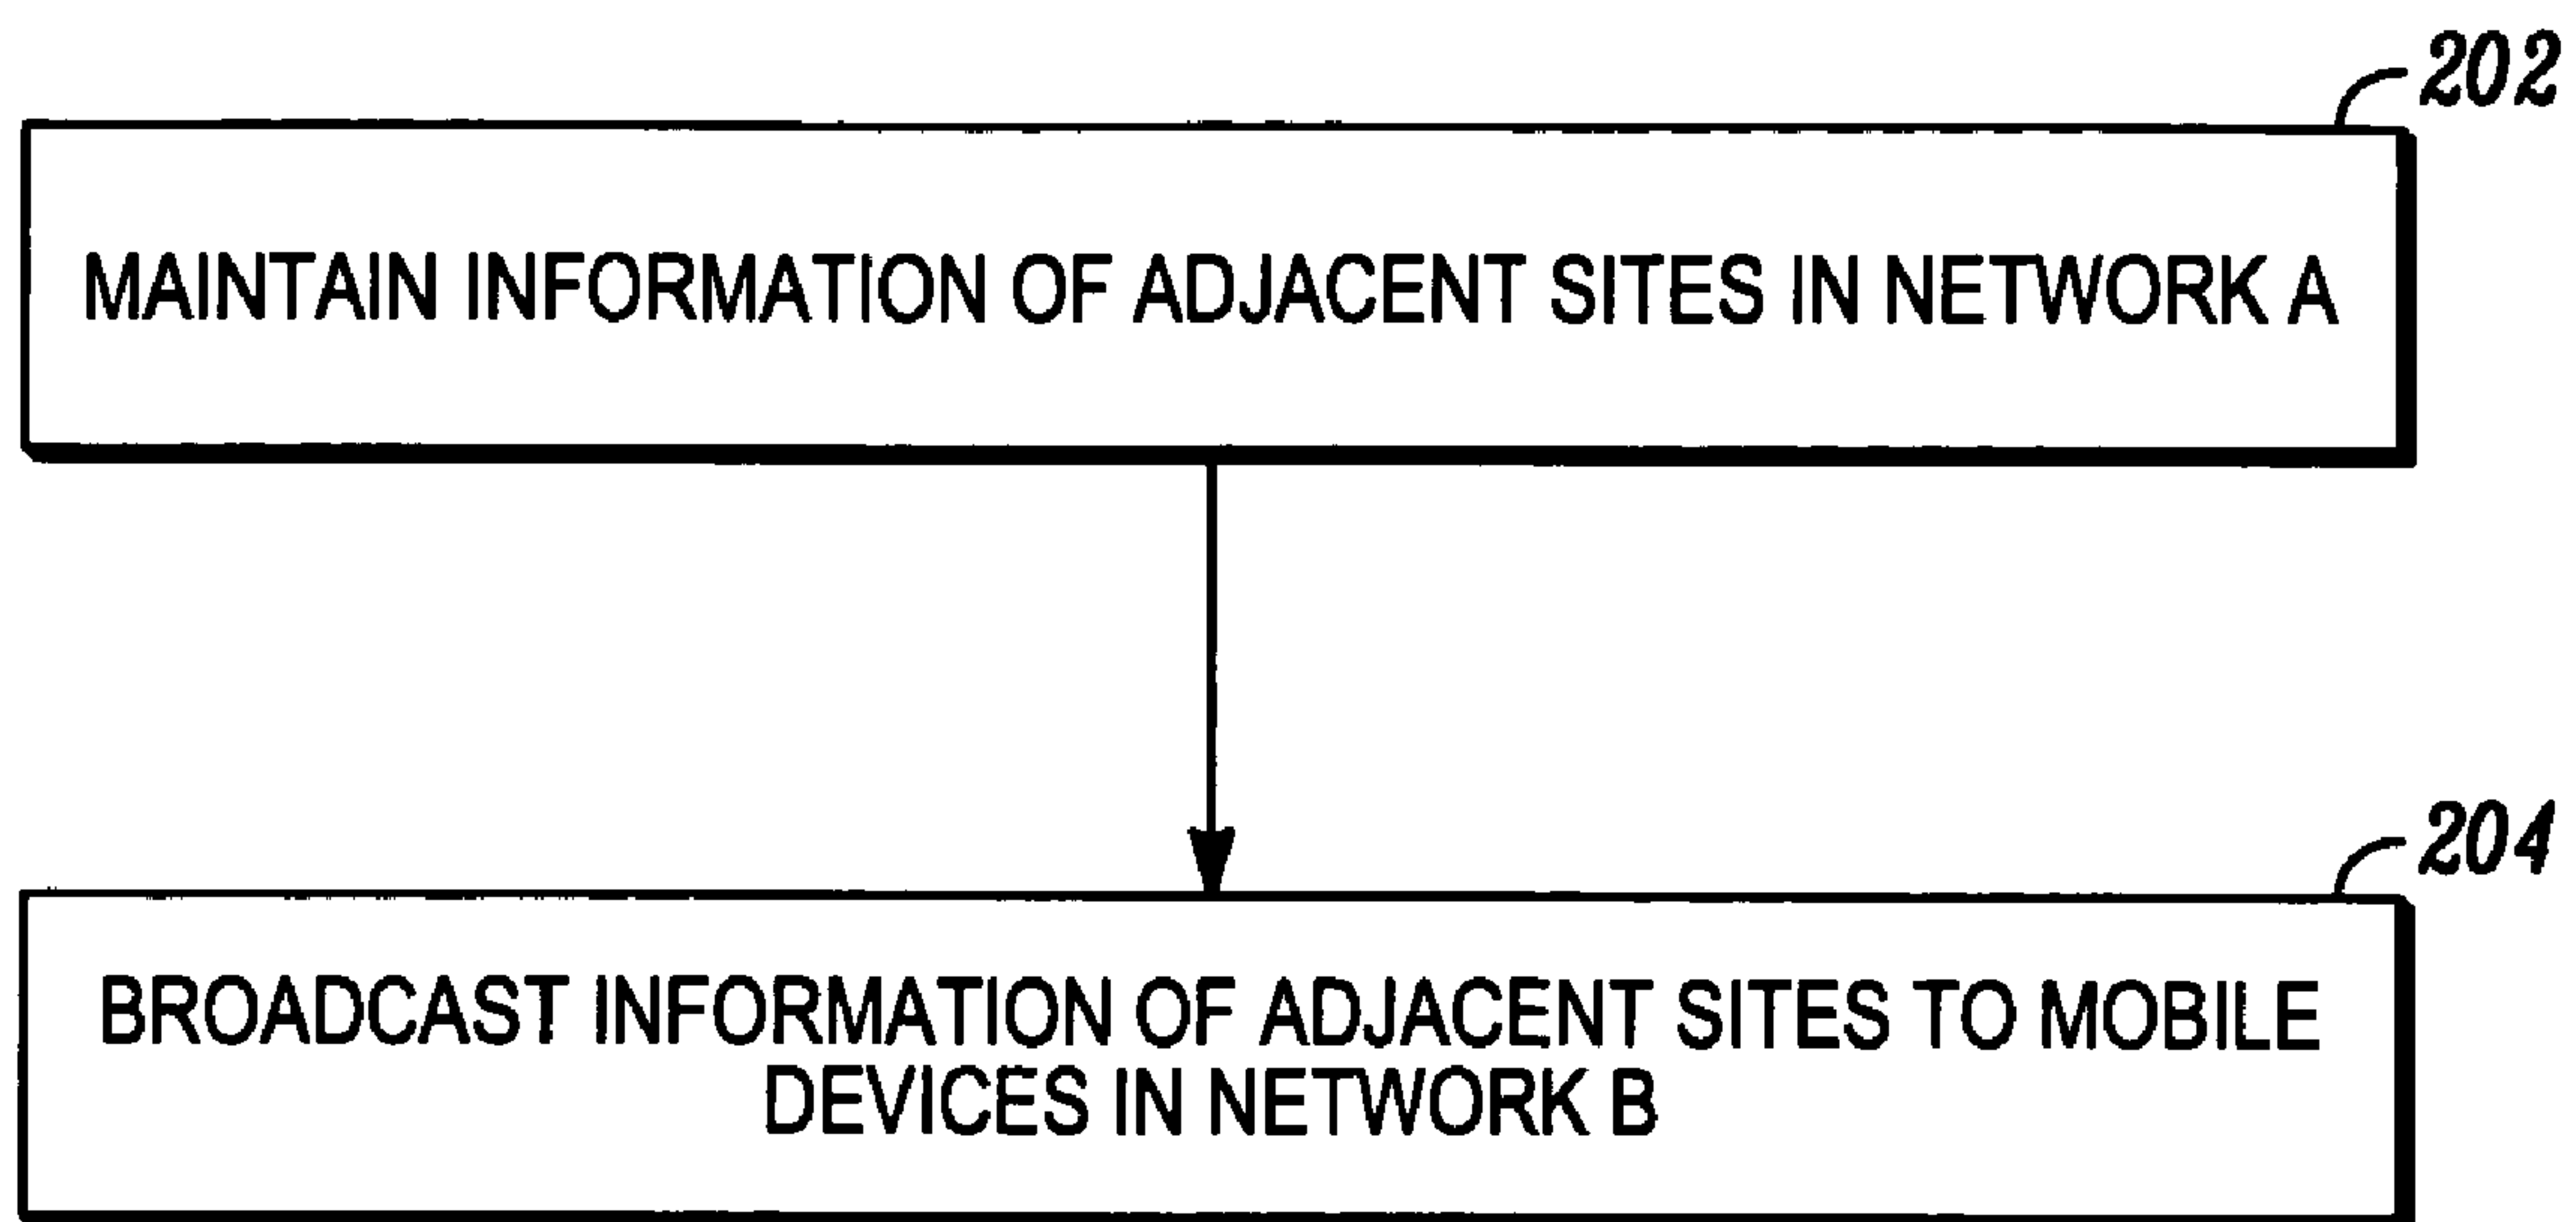 202
MAINTAIN INFORMATION OF ADJACENT SITES IN NETWORK A
204
BROADCAST INFORMATION OF ADJACENT SITES TO MOBILE
DEVICES IN NETWORK B